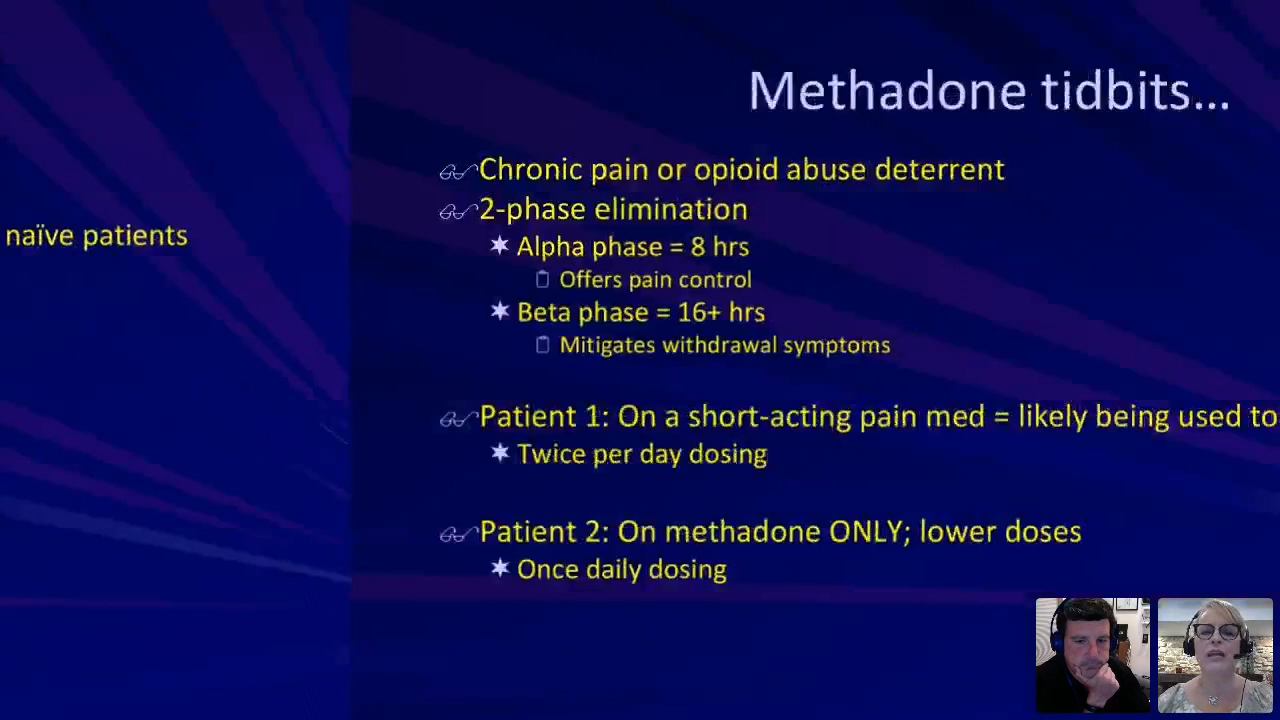 Methadone tidbits...
Chronic pain or opioid abuse deterrent
2-phase elimination
naïve patients
Alpha phase = 8 hrs
Offers pain control
Beta phase = 16+ hrs
Mitigates withdrawal symptoms
Patient 1: On a short-acting pain med = likely being used to
Twice per day dosing
Patient 2: On methadone ONLY; lower doses
Once daily dosing